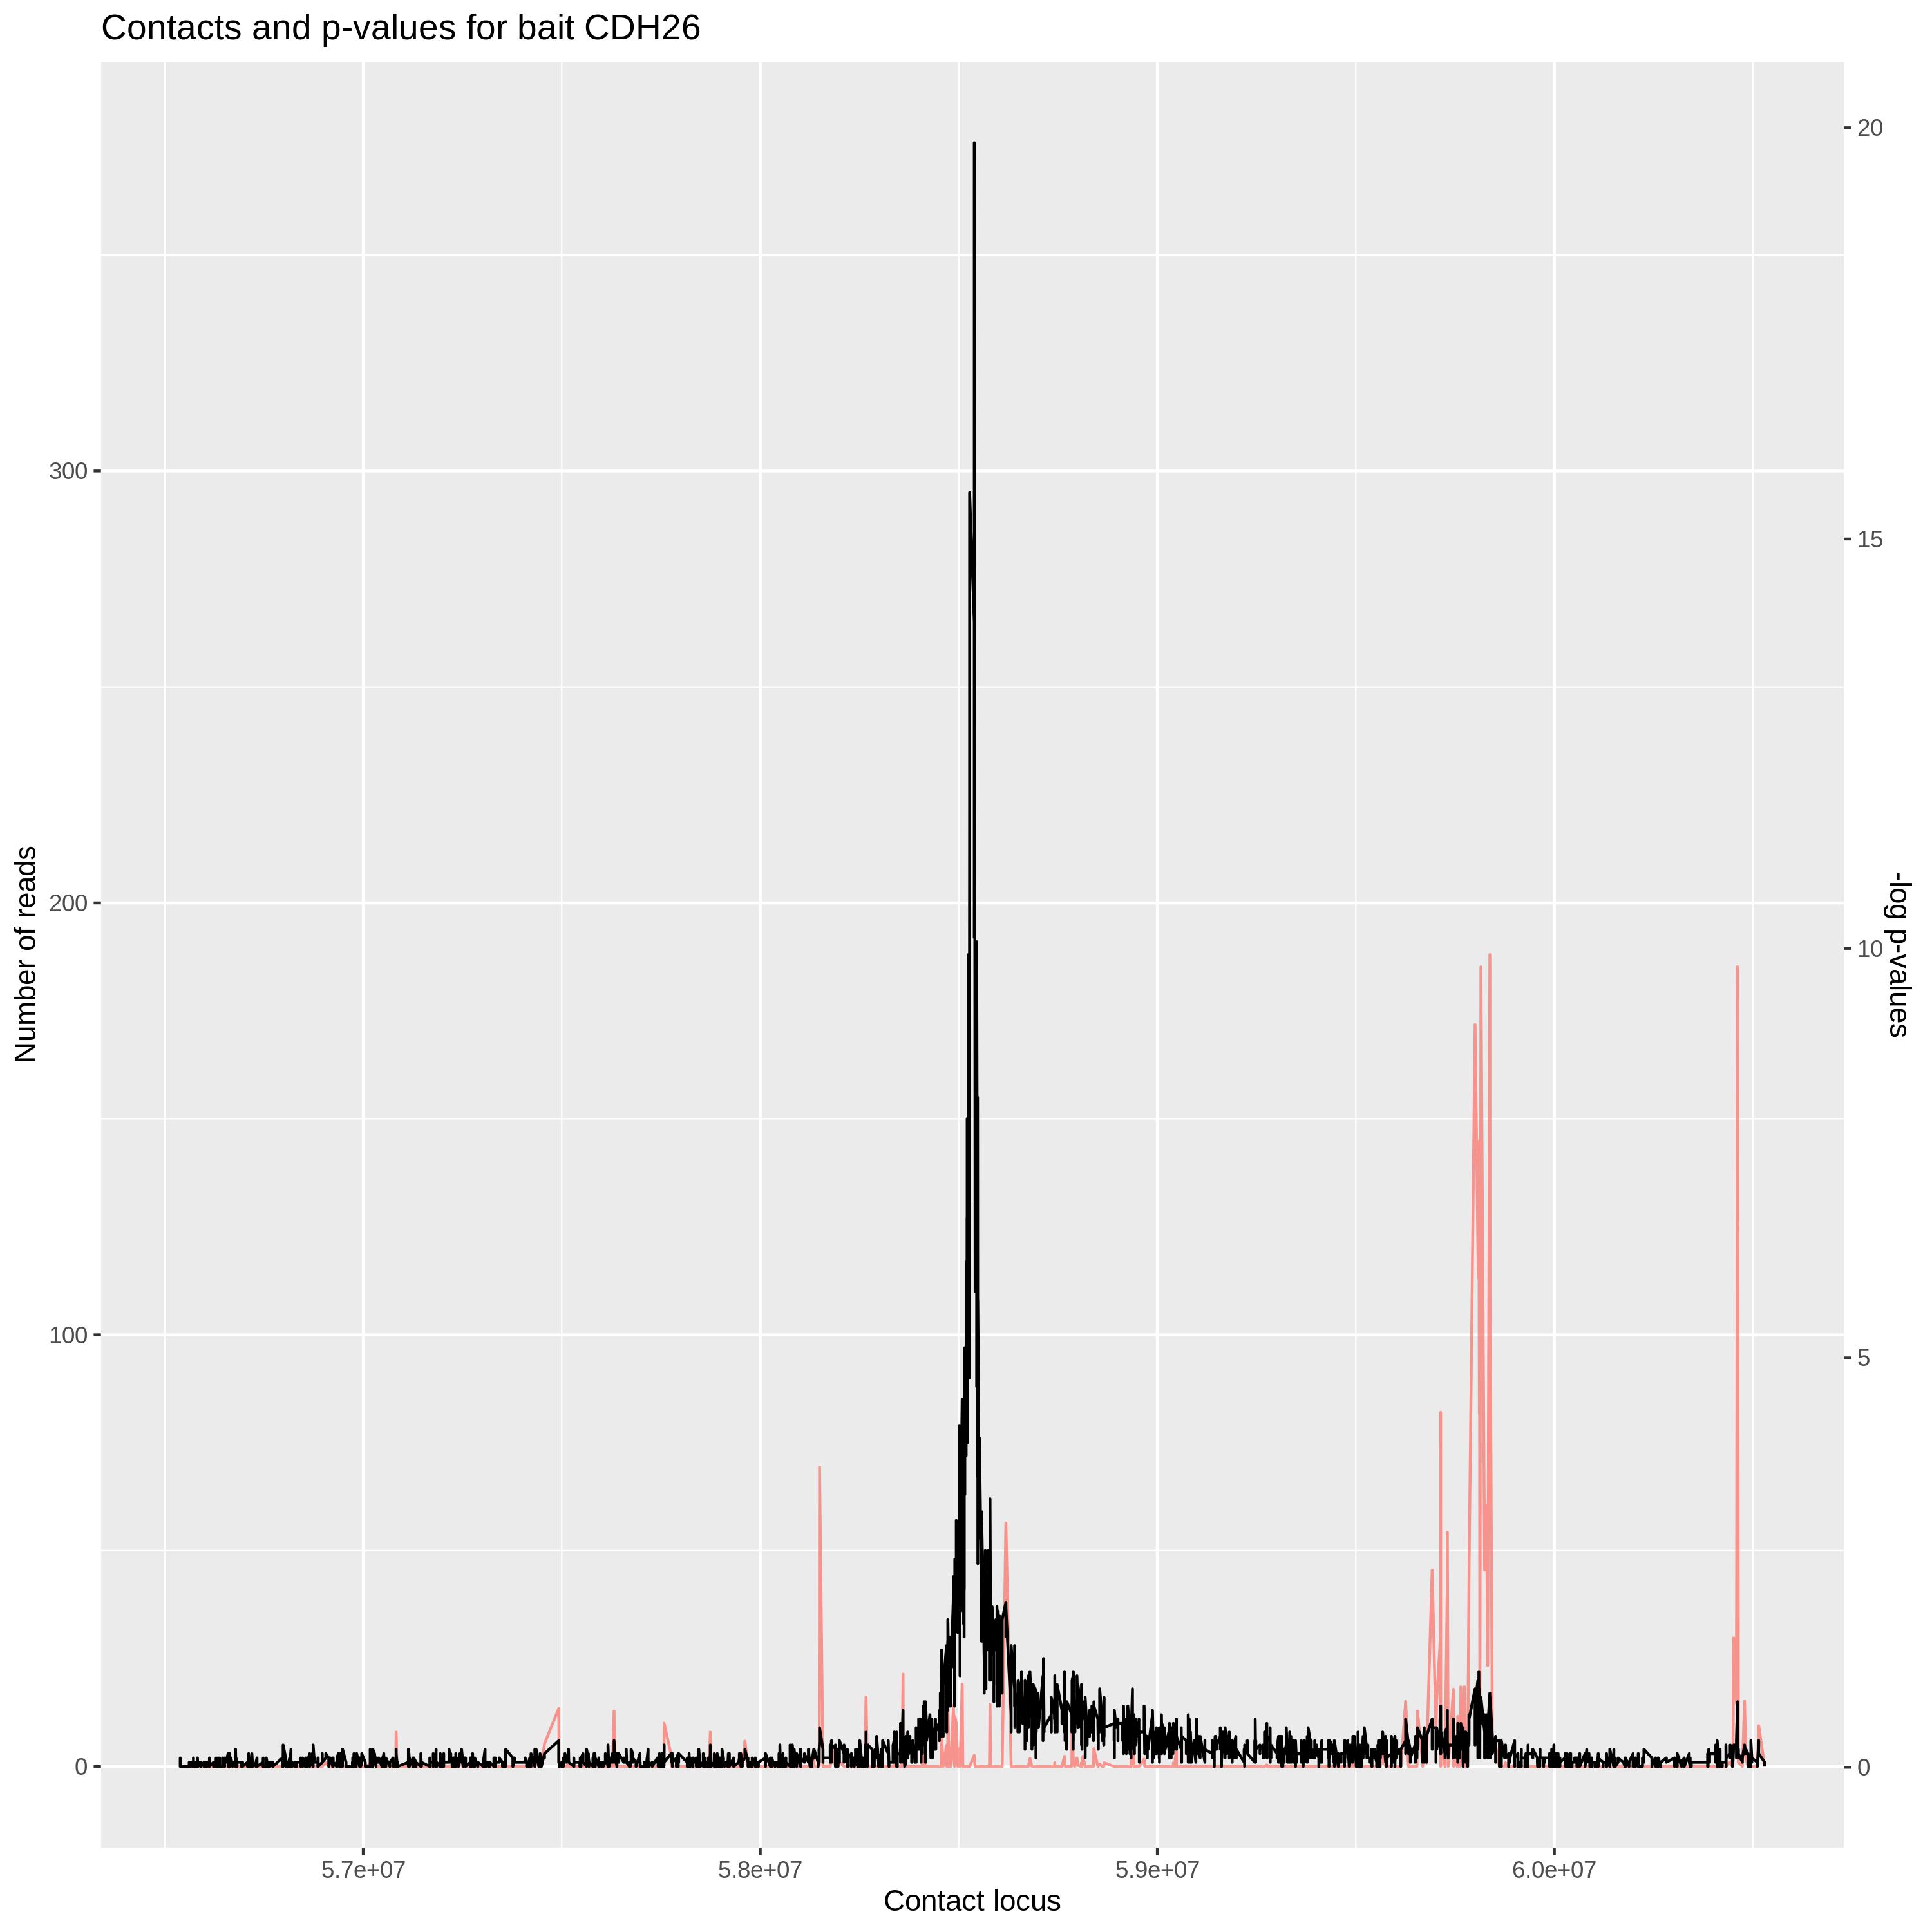 Contacts and p-values for bait CDH26
20
15
10
5
0
-log p-values
300
200
100
0
Number of reads
5.7e+07
5.8e+07
5.9e+07
6.0e+07
Contact locus